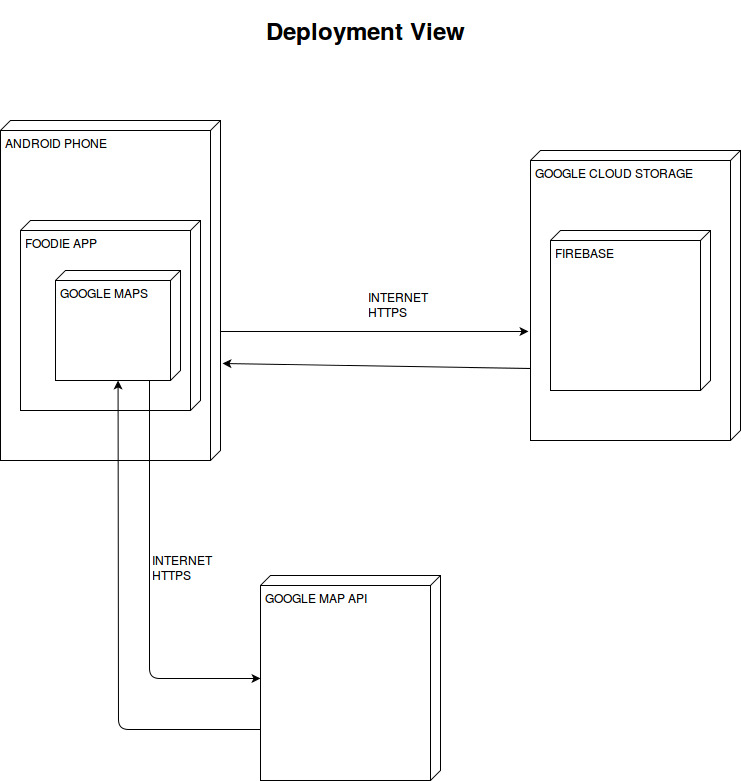 Deployment View
ANDROID PHONE
FOODIE APP
GOOGLE MAPS
INTERNET
HTTPS
GOOGLE CLOUD STORAGE
FIREBASE
INTERNET
HTTPS
GOOGLE MAP API